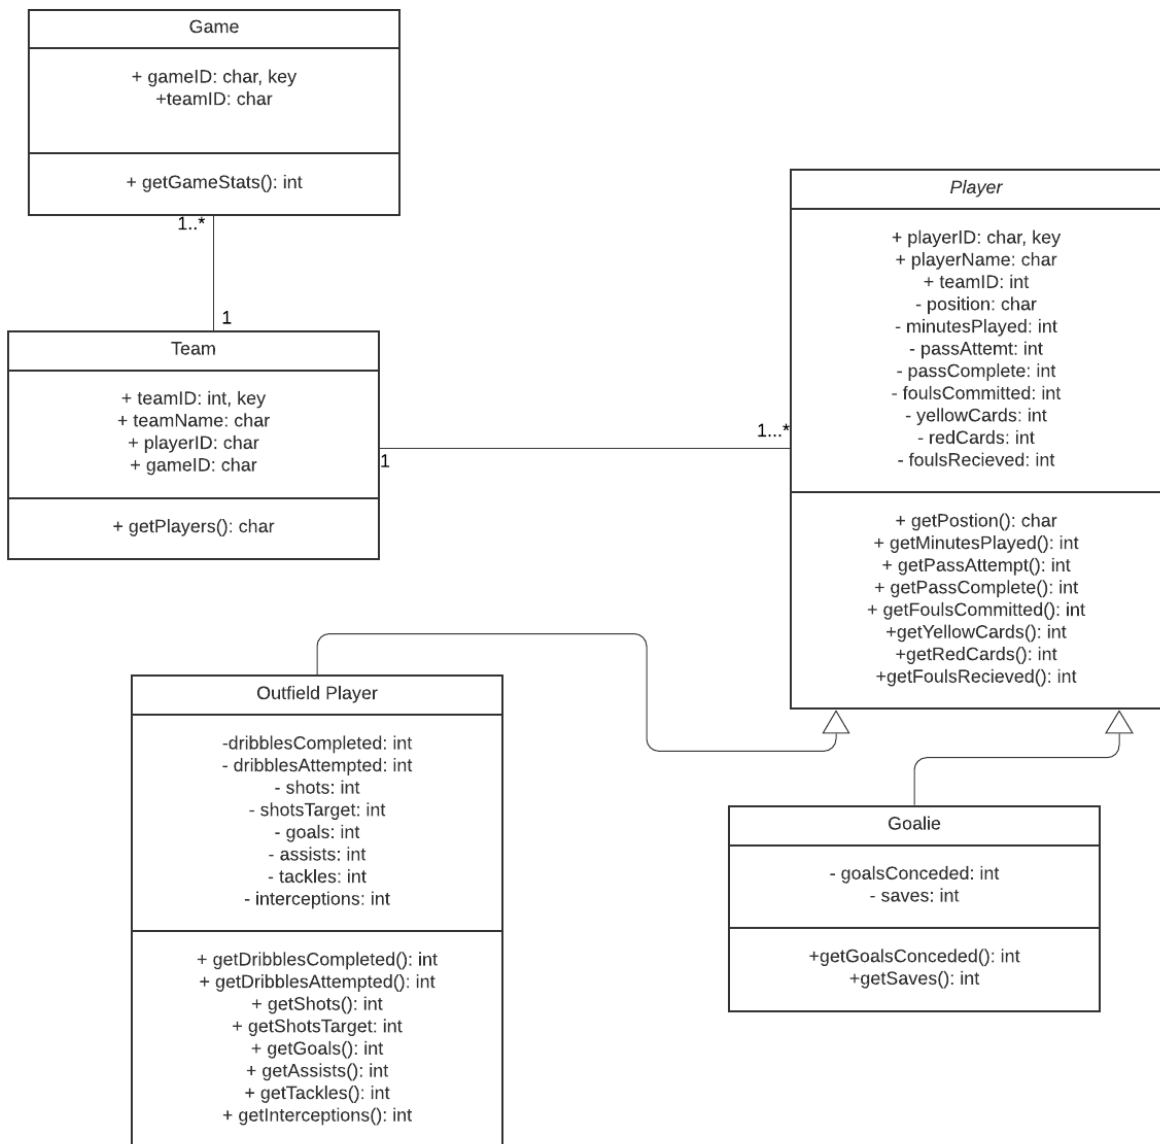 Game
+ gameID: char, key
+teamID: char
+ getGameStats(): int
1..*
1
Team
+ teamID: int, key
+ teamName: char
+ playerID: char
+ gameID: char
+ getPlayers(): char
1
1...*
Player
+ playerID: char, key
+ playerName: char
+ teamID: int
- position: char
- minutesPlayed: int
- passAttemt: int
- passComplete: int
- foulsCommitted: int
- yellowCards: int
- redCards: int
- foulsRecieved: int
+ getPostion(): char
+ getMinutesPlayed(): int
+ getPassAttempt(): int
+ getPassComplete(): int
+ getFoulsCommitted(): int
+getYellowCards(): int
+getRedCards(): int
+getFoulsRecieved(): int
Outfield Player
-dribblesCompleted: int
- dribblesAttempted: int
- shots: int
- shotsTarget: int
- goals: int
- assists: int
- tackles: int
- interceptions: int
+ getDribblesCompleted(): int
+ getDribblesAttempted(): int
+ getShots(): int
+ getShotsTarget: int
+ getGoals(): int
+ getAssists(): int
+ getTackles(): int
+ getInterceptions(): int
Goalie
- goalsConceded: int
- saves: int
+getGoalsConceded(): int
+getSaves(): int